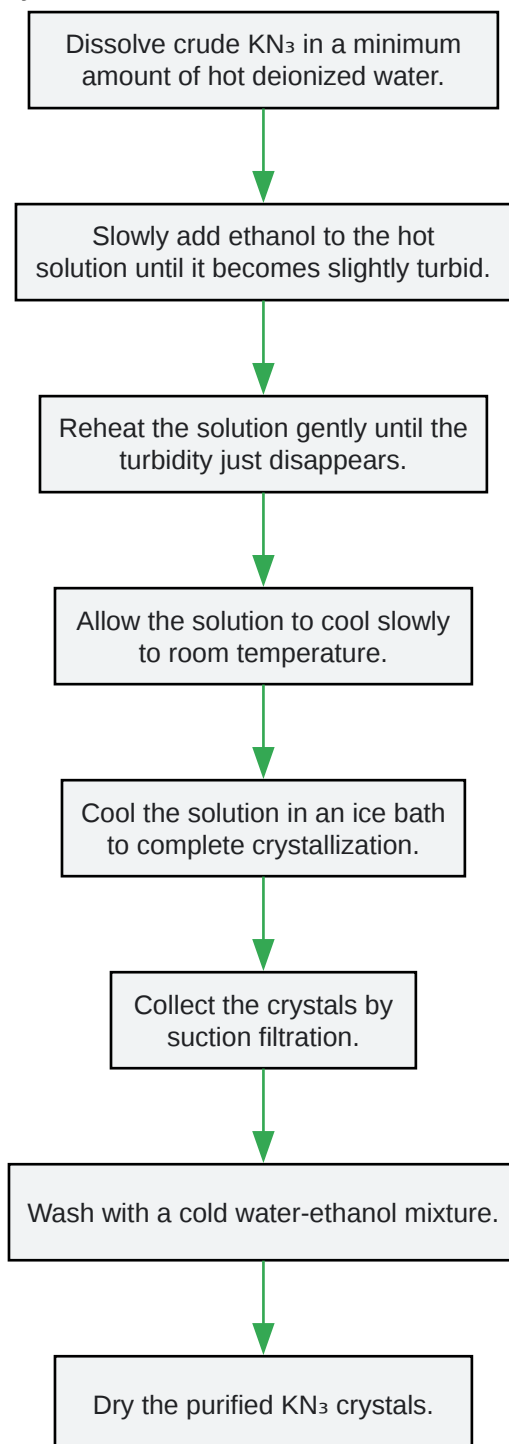 Dissolve crude KN₃ in a minimum
amount of hot deionized water.
Slowly add ethanol to the hot
solution until it becomes slightly turbid.
Reheat the solution gently until the
turbidity just disappears.
Allow the solution to cool slowly
to room temperature.
Cool the solution in an ice bath
to complete crystallization.
Collect the crystals by
suction filtration.
Wash with a cold water-ethanol mixture.
Dry the purified KN₃ crystals.